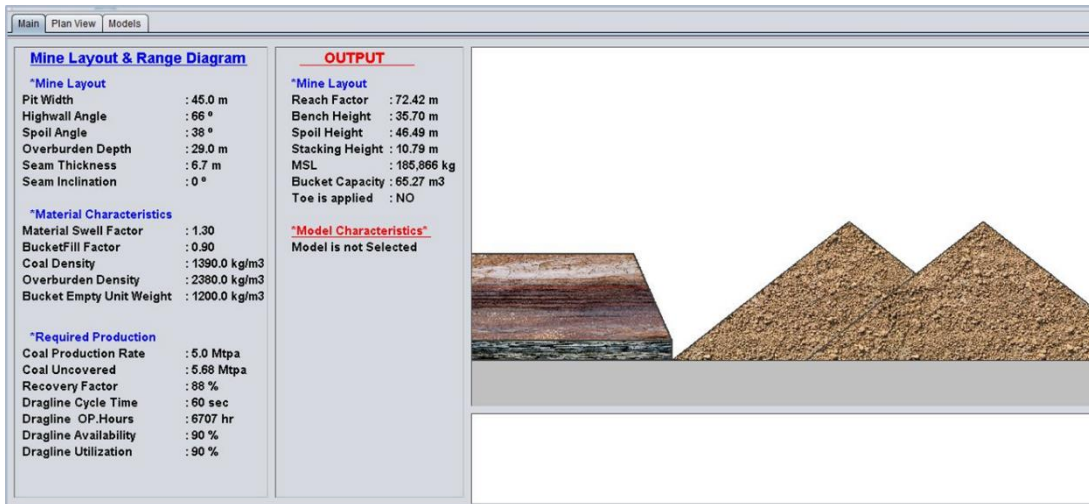 Main Plan View Models
Mine Layout & Range Diagram
*Mine Layout
Pit Width : 45.0 m
Highwall Angle : 66 º
Spoil Angle : 38 º
Overburden Depth : 29.0 m
Seam Thickness : 6.7 m
Seam Inclination : 0 º
*Material Characteristics
Material Swell Factor : 1.30
BucketFill Factor : 0.90
Coal Density : 1390.0 kg/m3
Overburden Density : 2380.0 kg/m3
Bucket Empty Unit Weight : 1200.0 kg/m3
*Required Production
Coal Production Rate : 5.0 Mtpa
Coal Uncovered : 5.68 Mtpa
Recovery Factor : 88 %
Dragline Cycle Time : 60 sec
Dragline OP.Hours : 6707 hr
Dragline Availability : 90 %
Dragline Utilization : 90 %
OUTPUT
*Mine Layout
Reach Factor : 72.42 m
Bench Height : 35.70 m
Spoil Height : 46.49 m
Stacking Height : 10.79 m
MSL : 185,866 kg
Bucket Capacity : 65.27 m3
Toe is applied : NO
*Model Characteristics*
Model is not Selected